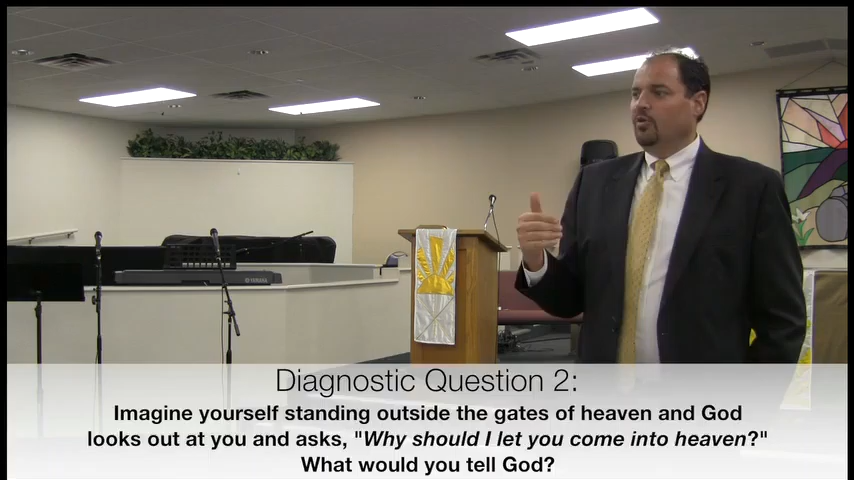 YAMAHA
Diagnostic Question 2:
Imagine yourself standing outside the gates of heaven and God
looks out at you and asks, "Why should I let you come into heaven?"
What would you tell God?